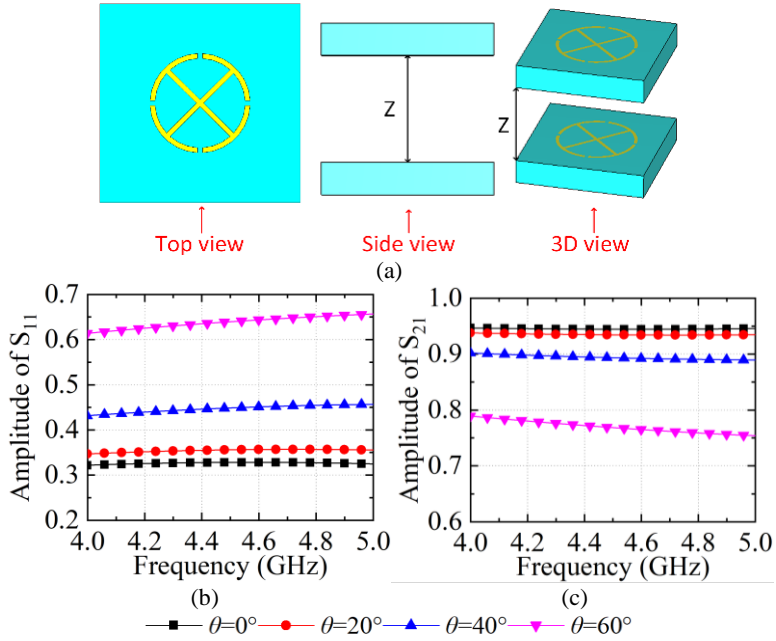 Z
Z
Top view
Side view
3D view
(a)
0.7
0.6
0.5
0.4
0.3
0.2
Amplitude of S11
4.0 4.2 4.4 4.6 4.8 5.0
Frequency (GHz)
(b)
1.0
0.9
0.8
0.7
0.6
Amplitude of S21
4.0 4.2 4.4 4.6 4.8 5.0
Frequency (GHz)
(c)
θ=0° θ=20° θ=40° θ=60°